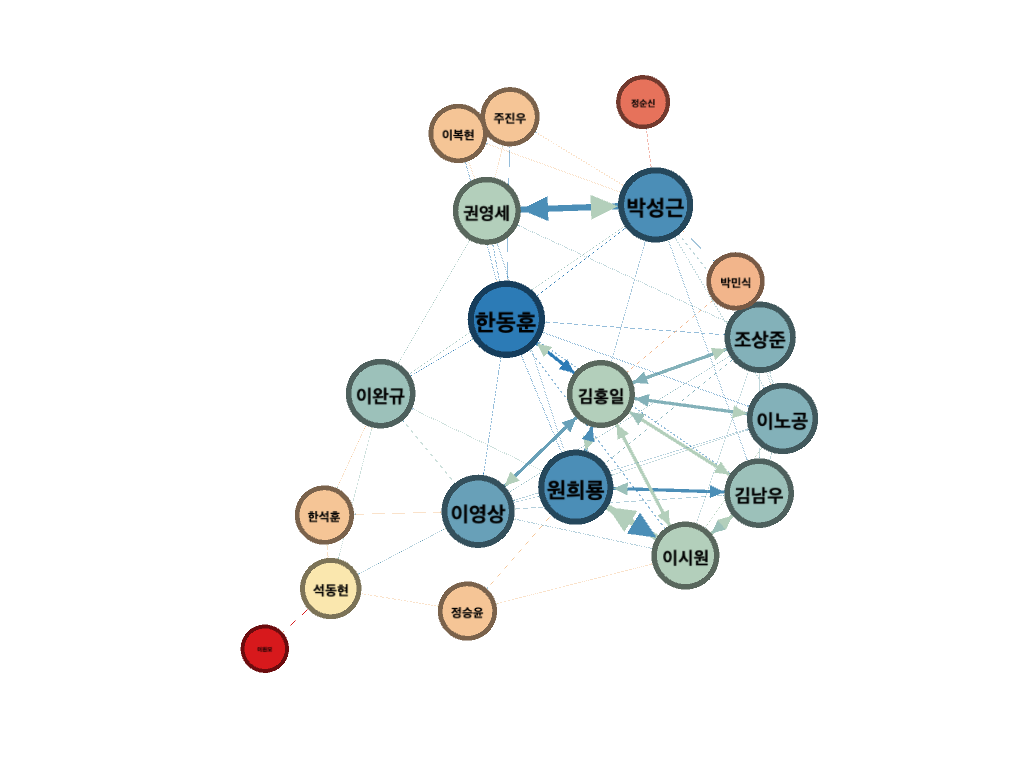 정순신
주진우
이복현
박성근
권영세
박민식
한동훈
조상준
이완규
김홍일
이노공
원희룡
김남우
이영상
한석훈
이시원
석동현
정승윤